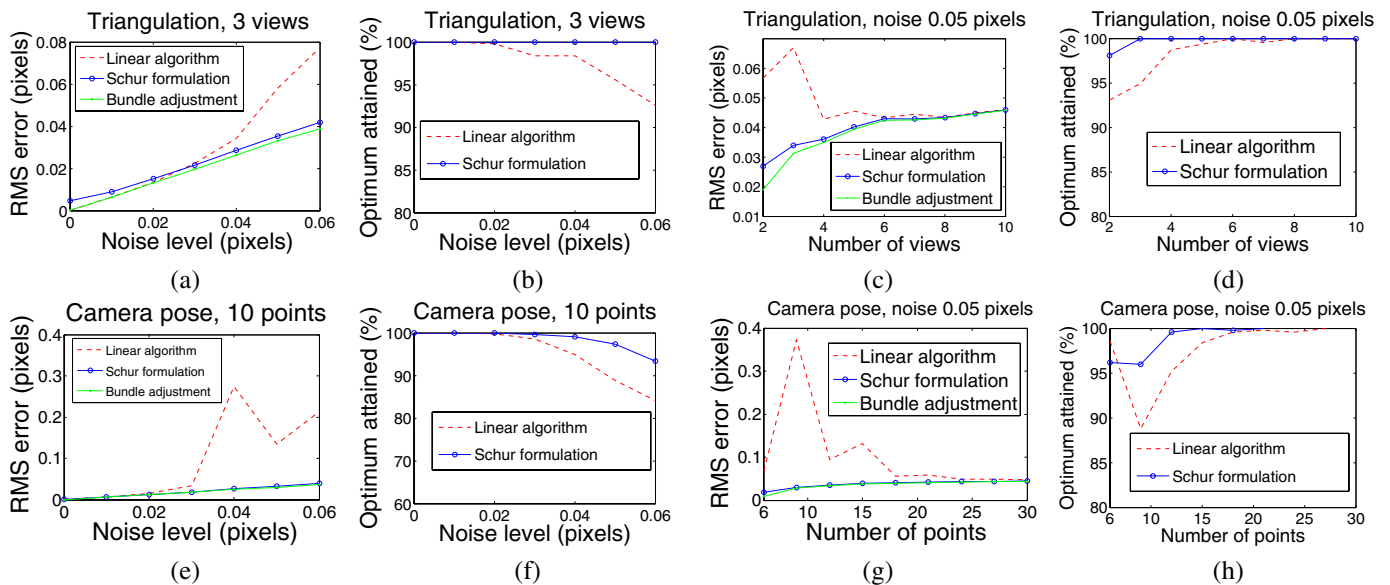 Triangulation, 3 views
RMS error (pixels)
0.08
0.06
0.04
0.02
0
Linear algorithm
Schur formulation
Bundle adjustment
0
0.02
0.04
0.06
Noise level (pixels)
(a)
Triangulation, 3 views
Optimum attained (%)
100
95
90
85
80
Linear algorithm
Schur formulation
0
0.02
0.04
0.06
Noise level (pixels)
(b)
Triangulation, noise 0.05 pixels
RMS error (pixels)
0.06
0.05
0.04
0.03
0.02
0.01
Linear algorithm
Schur formulation
Bundle adjustment
2
4
6
8
10
Number of views
(c)
Triangulation, noise 0.05 pixels
Optimum attained (%)
100
95
90
85
80
Linear algorithm
Schur formulation
2
4
6
8
10
Number of views
(d)
Camera pose, 10 points
RMS error (pixels)
0.4
0.3
0.2
0.1
0
Linear algorithm
Schur formulation
Bundle adjustment
0
0.02
0.04
0.06
Noise level (pixels)
(e)
Camera pose, 10 points
Optimum attained (%)
100
90
80
70
60
Linear algorithm
Schur formulation
0
0.02
0.04
0.06
Noise level (pixels)
(f)
Camera pose, noise 0.05 pixels
RMS error (pixels)
0.4
0.3
0.2
0.1
0
Linear algorithm
Schur formulation
Bundle adjustment
6
10
15
20
25
30
Number of points
(g)
Camera pose, noise 0.05 pixels
Optimum attained (%)
100
95
90
85
80
Linear algorithm
Schur formulation
6
10
15
20
25
30
Number of points
(h)